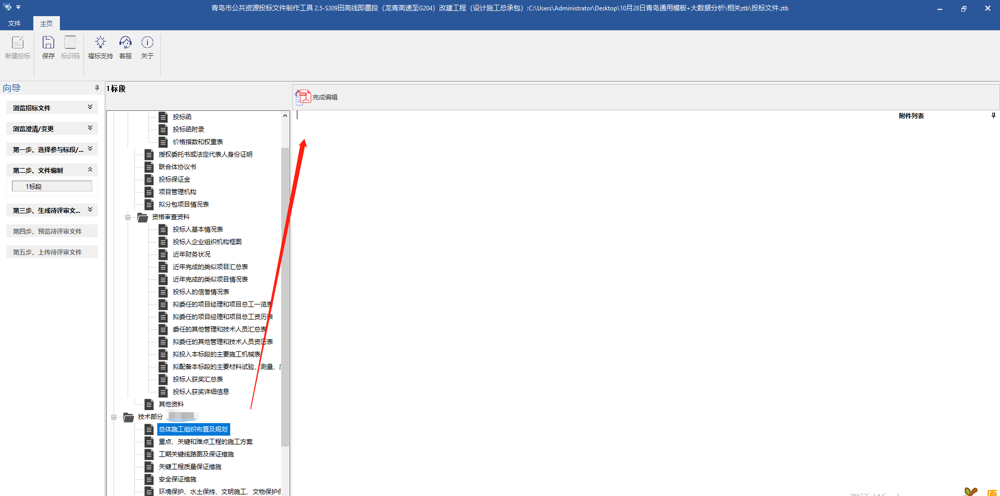 青岛市公共资源投标文件制作工具 2.5-S309田高线即墨段（龙青高速至G204）改建工程（设计施工总承包）:C:\Users\Administrator\Desktop\10月28日青岛通用模板+大数据分析\相关ztb\投标文件.ztb
文件
主页
新建投标
保存
标识码
福标支持
客服
关于
向导
浏览招标文件
浏览澄清/变更
第一步、选择参与标段/...
第二步、文件编制
1标段
第三步、生成待评审文...
第四步、预览待评审文件
第五步、上传待评审文件
1标段
投标函
投标函附录
价格指数和权重表
授权委托书或法定代表人身份证明
联合体协议书
投标保证金
项目管理机构
拟分包项目情况表
资格审查资料
投标人基本情况表
投标人企业组织机构框图
近年财务状况
近年完成的类似项目汇总表
近年完成的类似项目情况表
投标人的信誉情况表
拟委任的项目经理和项目总工一览表
拟委任的项目经理和项目总工资历表
委任的其他管理和技术人员汇总表
拟委任的其他管理和技术人员资历表
拟投入本标段的主要施工机械表
拟配备本标段的主要材料试验、测量、
投标人获奖汇总表
投标人获奖详细信息
其他资料
技术部分
总体施工组织布置及规划
重点、关键和难点工程的施工方案
工期关键线路图及保证措施
关键工程质量保证措施
安全保证措施
环境保护、水土保持、文明施工、文物保护
PDF
完成编辑
附件列表